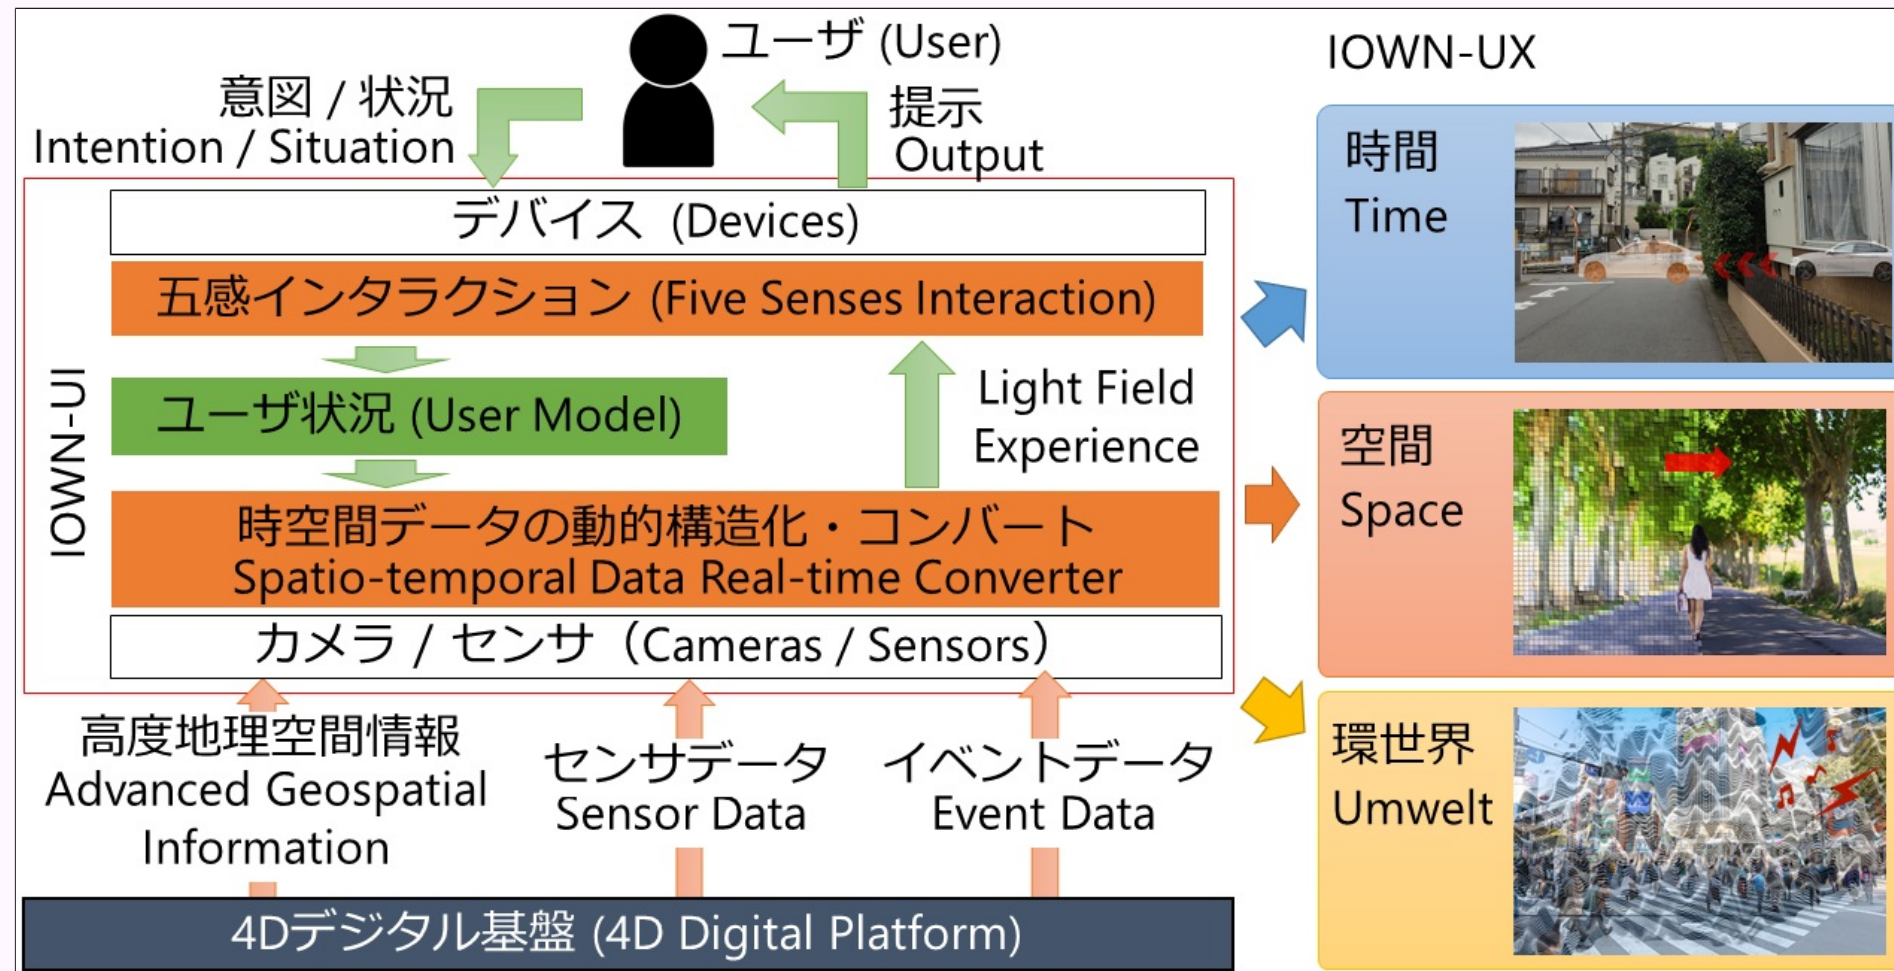 ユーザ (User)
意図 / 状況
Intention / Situation
提示
Output
IOWN-UI
デバイス (Devices)
五感インタラクション (Five Senses Interaction)
ユーザ状況 (User Model)
Light Field
Experience
時空間データの動的構造化・コンバート
Spatio-temporal Data Real-time Converter
カメラ / センサ（Cameras / Sensors）
高度地理空間情報
Advanced Geospatial
Information
センサデータ
Sensor Data
イベントデータ
Event Data
4Dデジタル基盤 (4D Digital Platform)
IOWN-UX
時間
Time
空間
Space
環世界
Umwelt